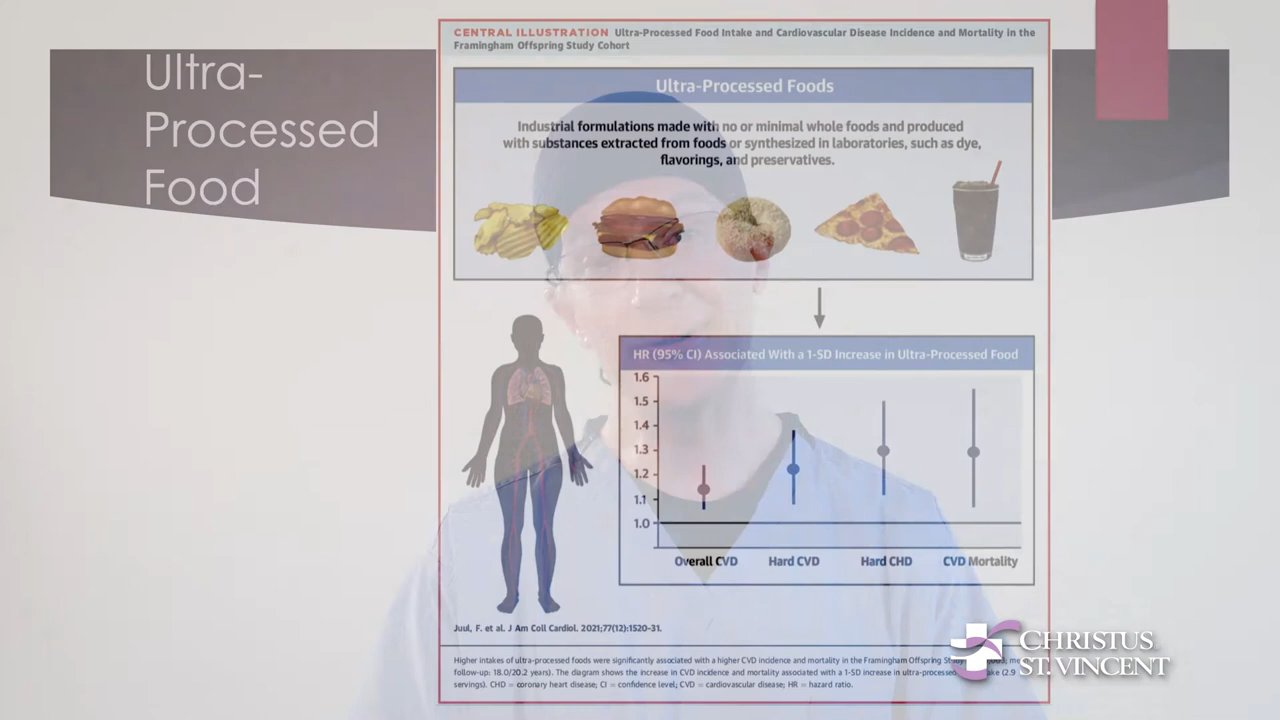 Ultra-
Processed
Food
CENTRAL ILLUSTRATION Ultra-Processed Food Intake and Cardiovascular Disease Incidence and Mortality in the
Framingham Offspring Study Cohort
Ultra-Processed Foods
Industrial formulations made with no or minimal whole foods and produced
with substances extracted from foods or synthesized in laboratories, such as dye,
flavorings, and preservatives.
HR (95% CI) Associated With a 1-SD Increase in Ultra-Processed Food
1.6
1.5
1.4
1.3
1.2
1.1
1.0
Overall CVD Hard CVD Hard CHD CVD Mortality
Juul, F. et al. J Am Coll Cardiol. 2021;77(12):1520-31.
Higher intakes of ultra-processed foods were significantly associated with a higher CVD incidence and mortality in the Framingham Offspring
follow-up: 18.0/20.2 years). The diagram shows the increase in CVD incidence and mortality associated with a 1-SD increase in ultra-processed (2.9
servings). CHD = coronary heart disease; CI = confidence level; CVD = cardiovascular disease; HR = hazard ratio.
CHRISTUS
ST. VINCENT